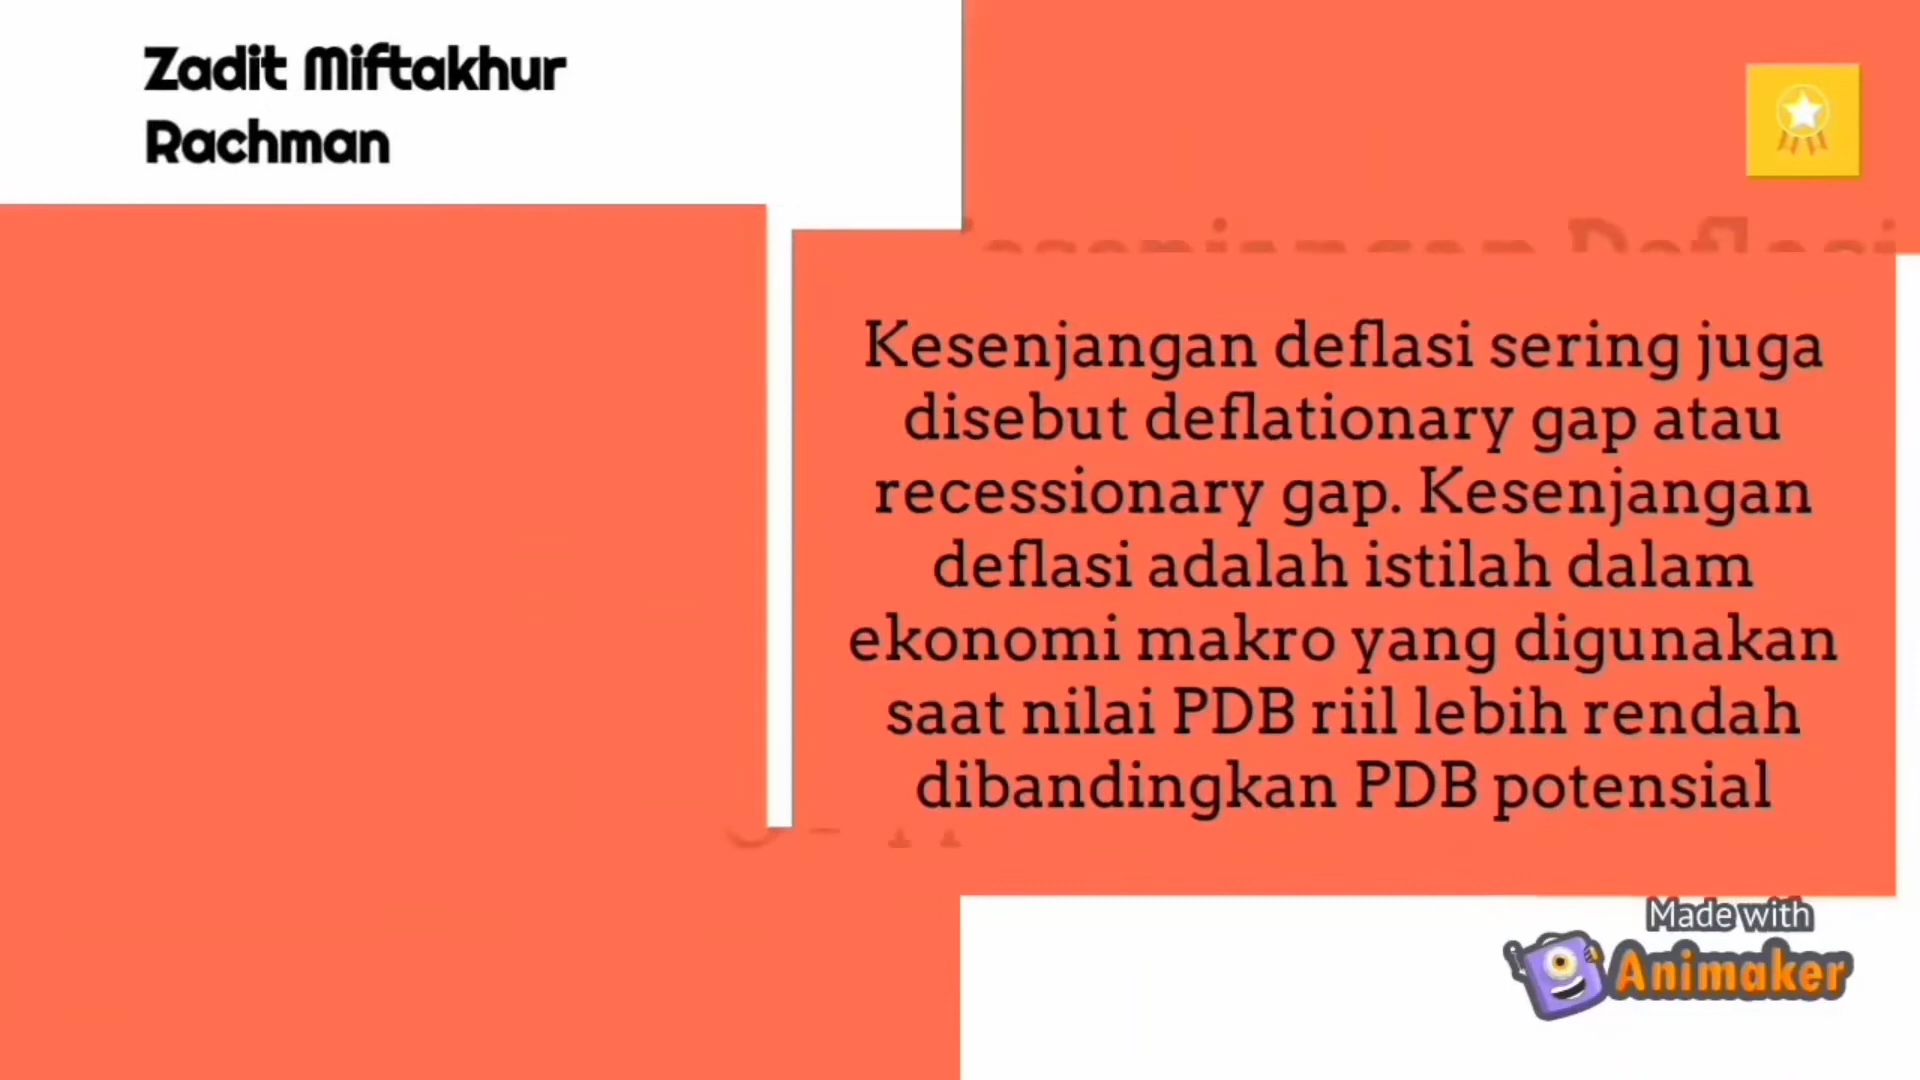 Zadit Miftakhur
Rachman
Kesenjangan deflasi sering juga
disebut deflationary gap atau
recessionary gap. Kesenjangan
deflasi adalah istilah dalam
ekonomi makro yang digunakan
saat nilai PDB riil lebih rendah
dibandingkan PDB potensial
Made with
Animaker